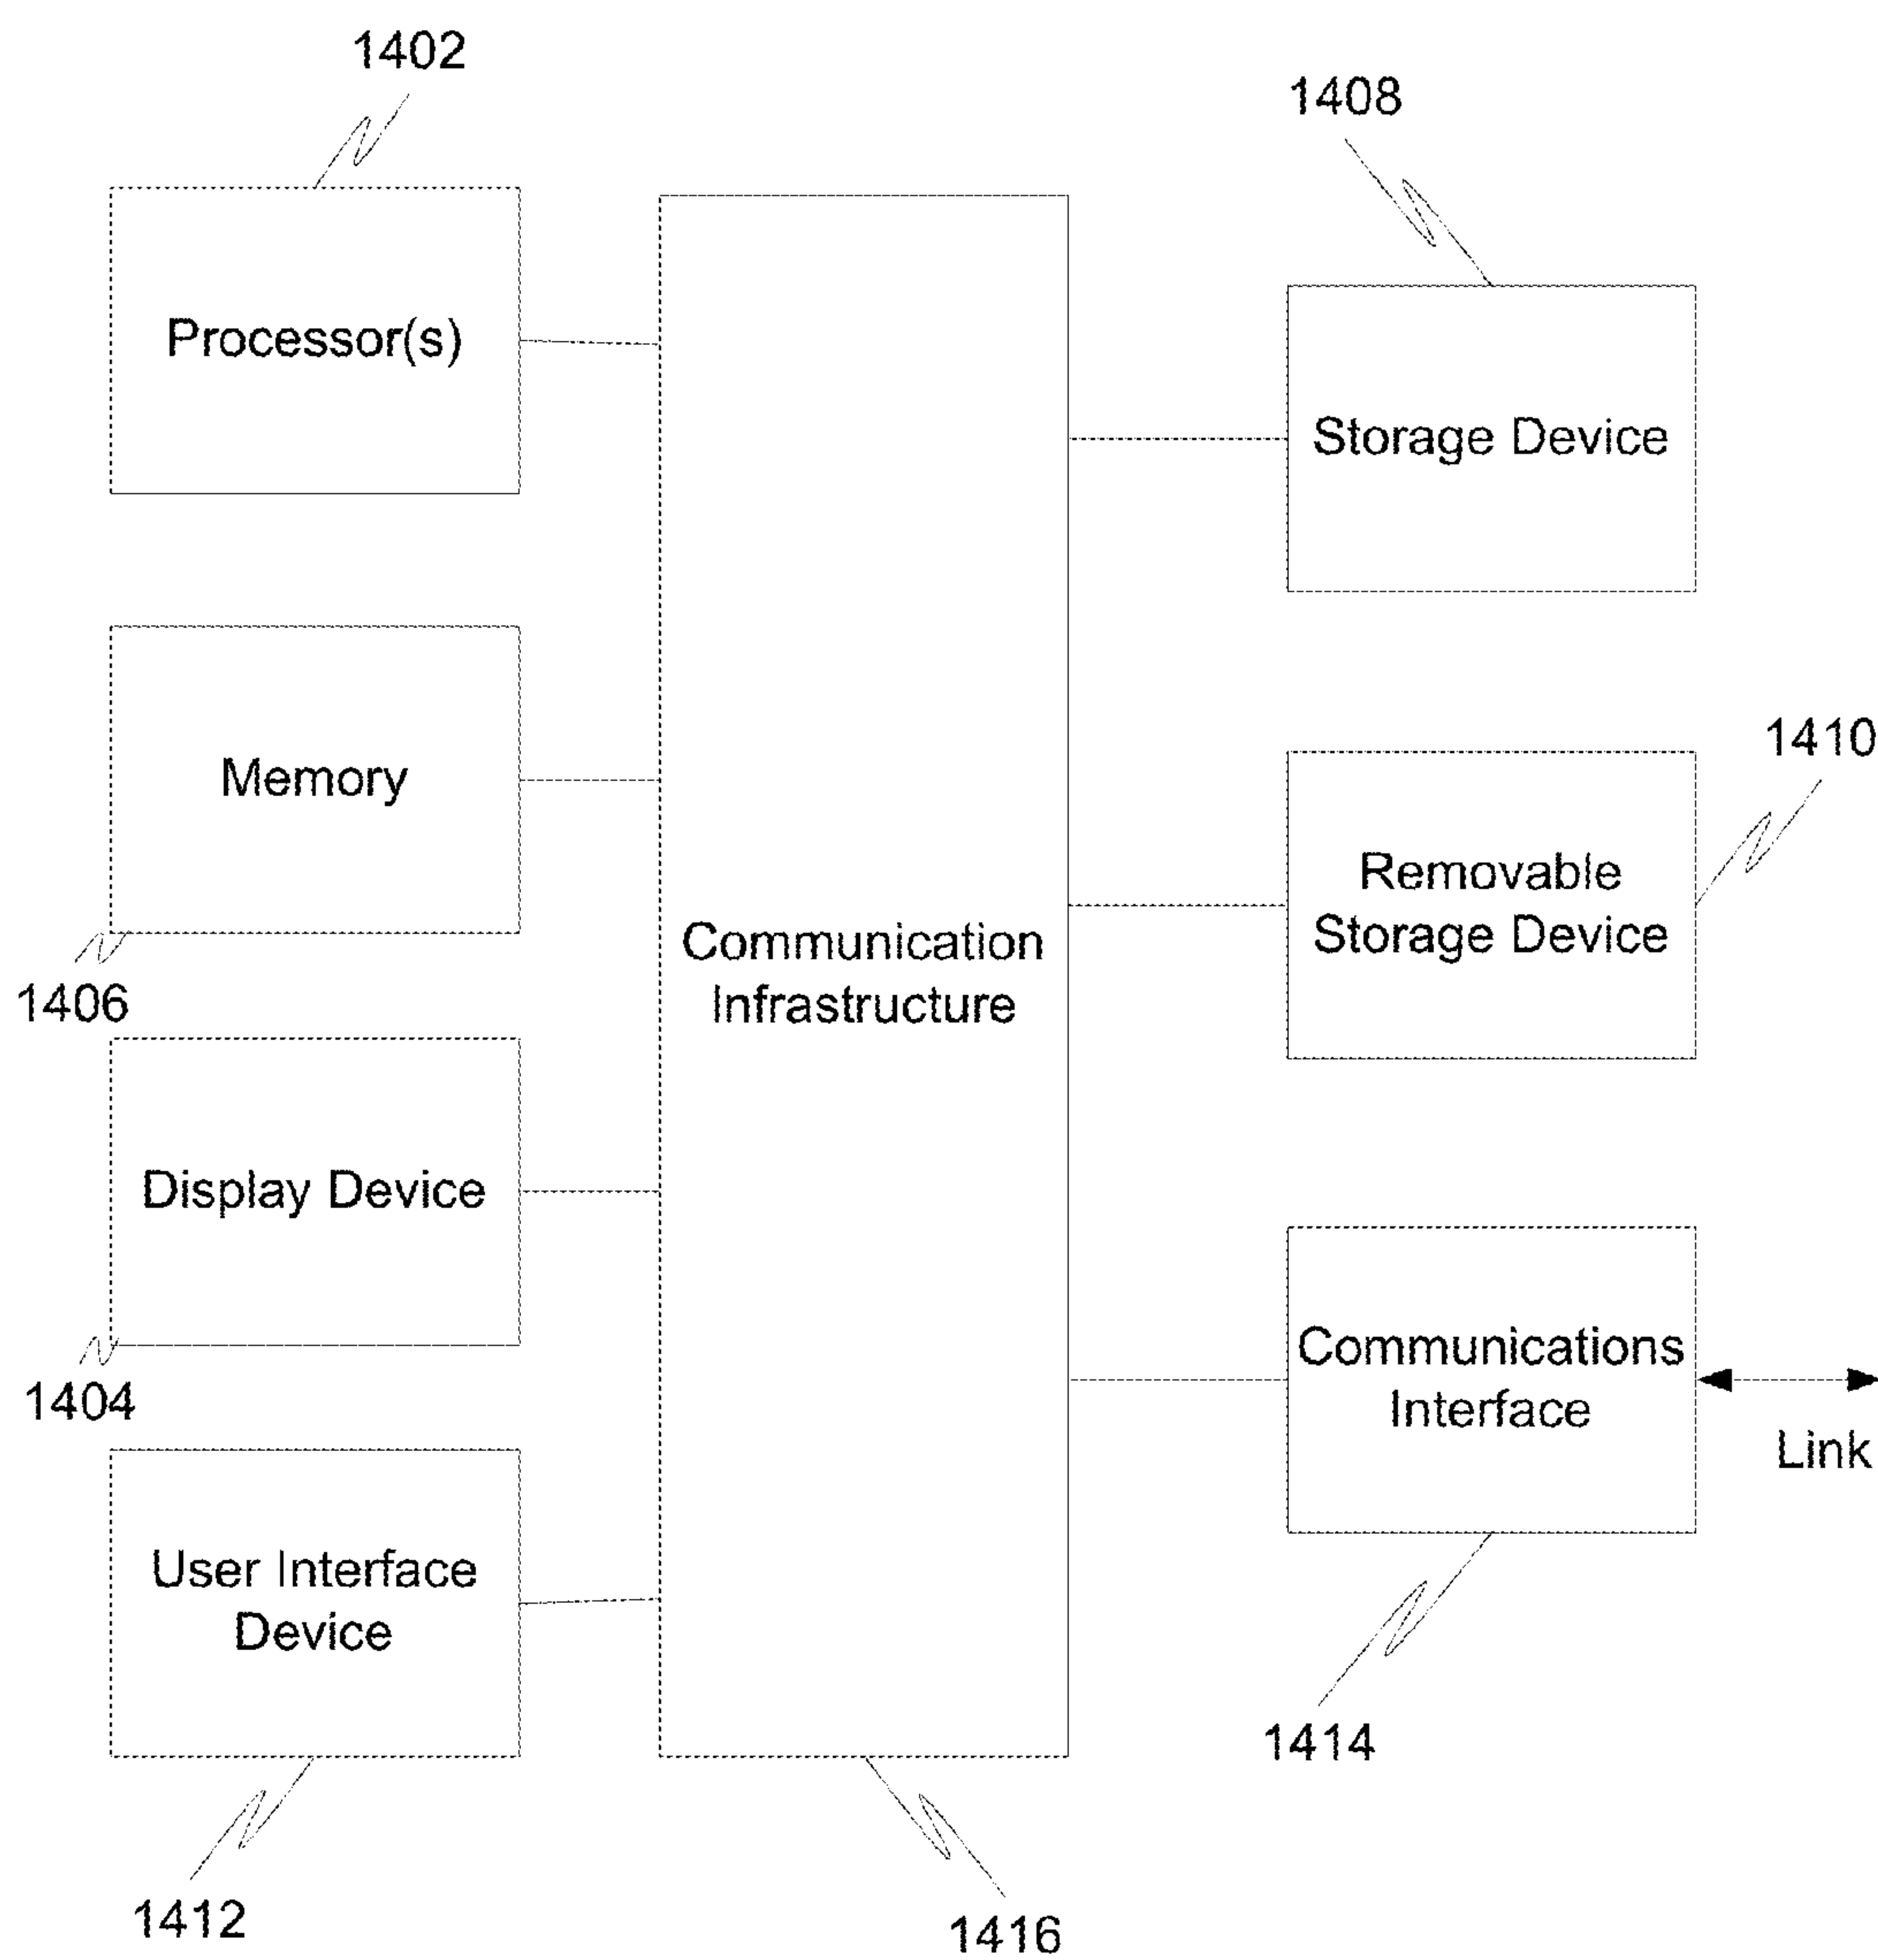 1402
1408
Processor(s)
Storage Device
Memory
1410
Removable
Storage Device
1406
Communication
Infrastructure
Display Device
1404
Communications
Interface
Link
User Interface
Device
1414
1412
1416